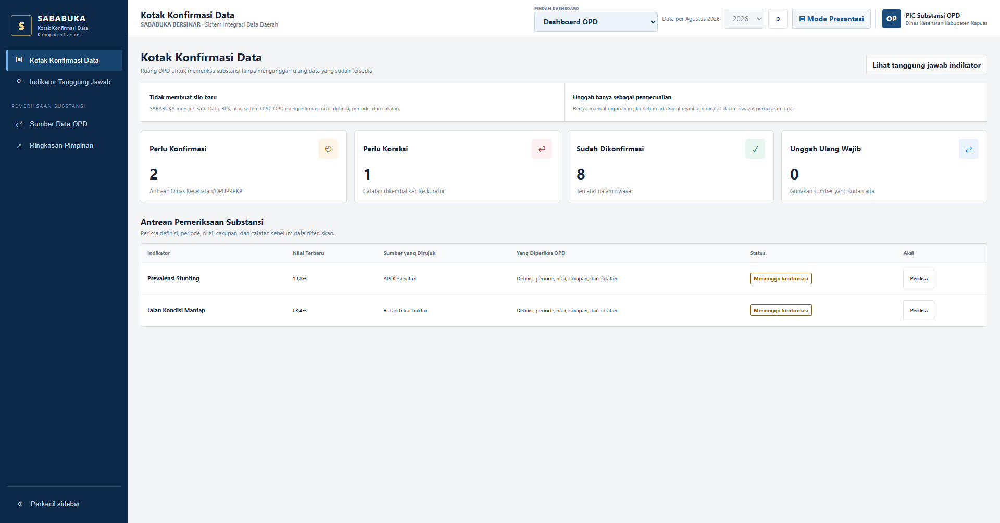 S
SABABUKA
Kotak Konfirmasi Data
Kabupaten Kapuas
Kotak Konfirmasi Data
Indikator Tanggung Jawab
PEMERIKSAAN SUBSTANSI
Sumber Data OPD
Ringkasan Pimpinan
Perkecil sidebar
Kotak Konfirmasi Data
SABABUKA BERSINAR · Sistem Integrasi Data Daerah
PINDAH DASHBOARD
Dashboard OPD
Data per Agustus 2026
2026
Mode Presentasi
OP
PIC Substansi OPD
Dinas Kesehatan Kabupaten Kapuas
Kotak Konfirmasi Data
Ruang OPD untuk memeriksa substansi tanpa mengunggah ulang data yang sudah tersedia
Lihat tanggung jawab indikator
Tidak membuat silo baru
SABABUKA merujuk Satu Data, BPS, atau sistem OPD. OPD mengonfirmasi nilai, definisi, periode, dan catatan.
Unggah hanya sebagai pengecualian
Berkas manual digunakan jika belum ada kanal resmi dan dicatat dalam riwayat pertukaran data.
Perlu Konfirmasi
2
Antrean Dinas Kesehatan/DPUPRPKP
Perlu Koreksi
1
Catatan dikembalikan ke kurator
Sudah Dikonfirmasi
8
Tercatat dalam riwayat
Unggah Ulang Wajib
0
Gunakan sumber yang sudah ada
Antrean Pemeriksaan Substansi
Periksa definisi, periode, nilai, cakupan, dan catatan sebelum data diteruskan.
Indikator Nilai Terbaru Sumber yang Dirujuk Yang Diperiksa OPD Status Aksi
Prevalensi Stunting 19,8% API Kesehatan Definisi, periode, nilai, cakupan, dan catatan Menunggu konfirmasi Periksa
Jalan Kondisi Mantap 68,4% Rekap Infrastruktur Definisi, periode, nilai, cakupan, dan catatan Menunggu konfirmasi Periksa